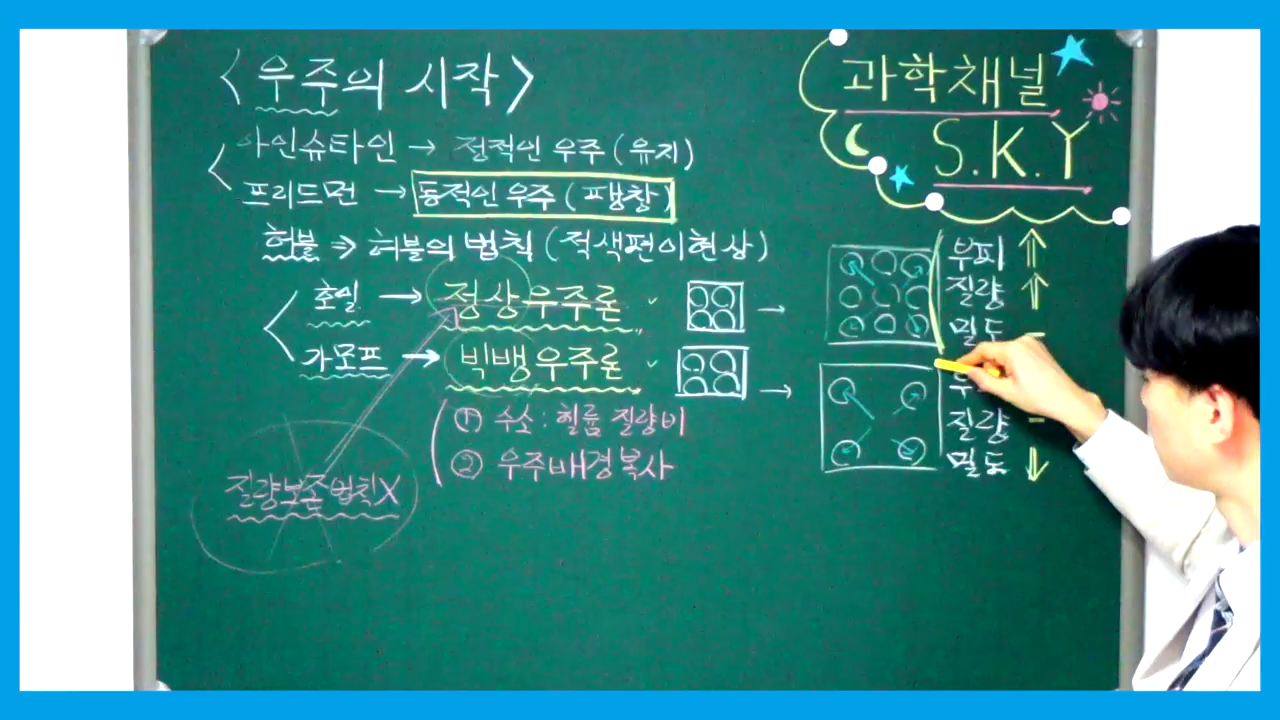 <우주의 시작>
아인슈타인 → 정적인 우주 (유지)
프리드먼 → 동적인 우주 (팽창)
허블 ⇒ 허블의 법칙 (적색편이현상)
호일 → 정상우주론
가모프 → 빅뱅우주론
① 수소 : 헬륨 질량비
② 우주배경복사
질량보존법칙X
과학채널
S.K.Y
부피 ↑
질량 ↑
밀도 -
질량 -
밀도 ↓